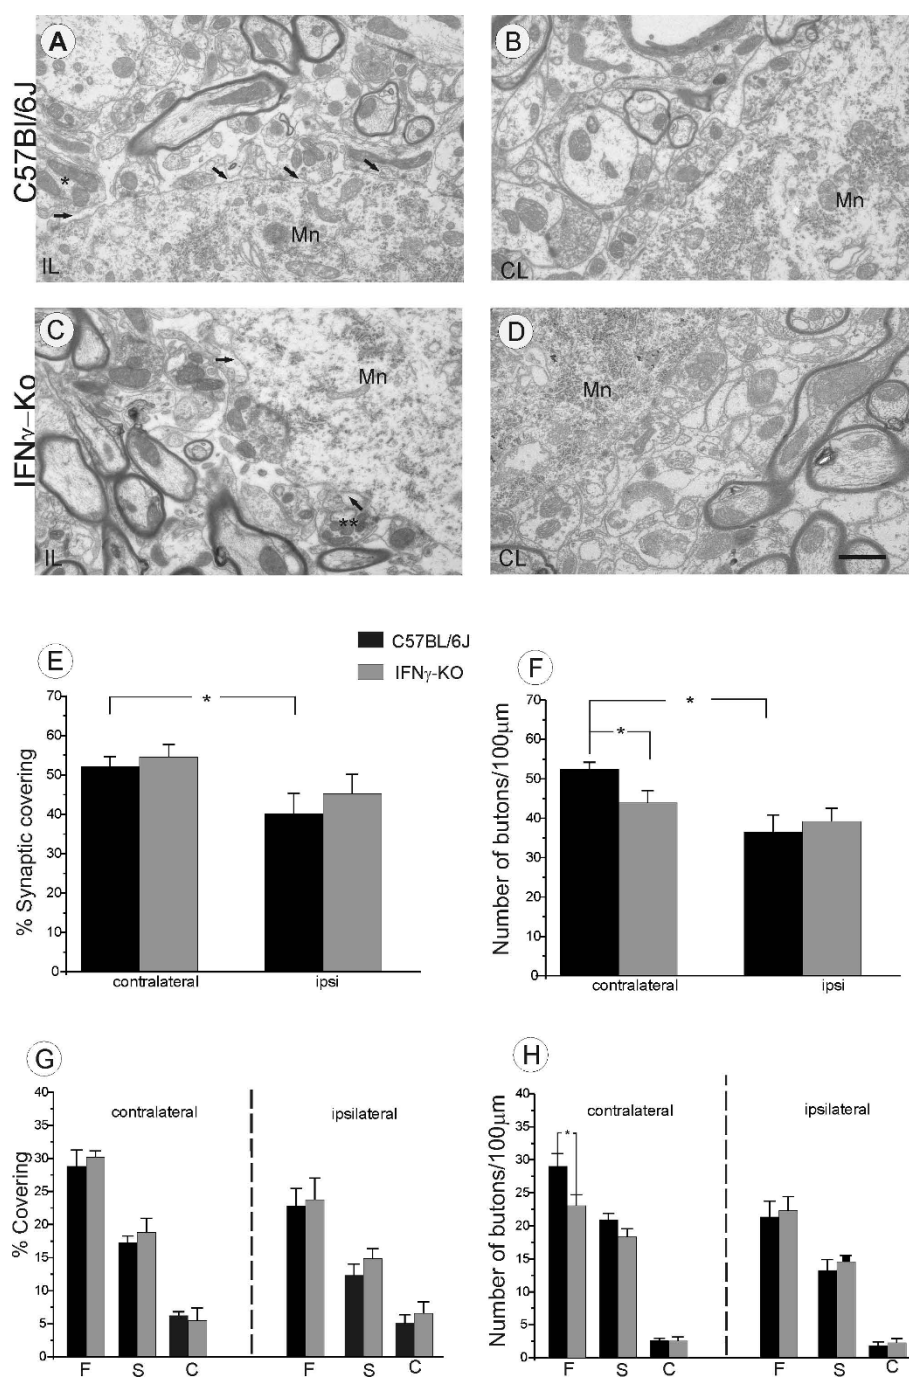 A
B
C57Bl/6J
*
Mn
Mn
IL
CL
C
D
IFNγ–Ko
Mn
Mn
**
IL
CL
E
C57BL/6J
IFNγ-KO
F
% Synaptic covering
70
60
50
40
30
20
10
0
*
contralateral
ipsi
Number of butons/100µm
70
60
50
40
30
20
10
0
*
*
contralateral
ipsi
G
% Covering
40
35
30
25
20
15
10
5
0
contralateral
ipsilateral
F S C F S C
H
Number of butons/100µm
40
35
30
25
20
15
10
5
0
contralateral
ipsilateral
*
F S C F S C